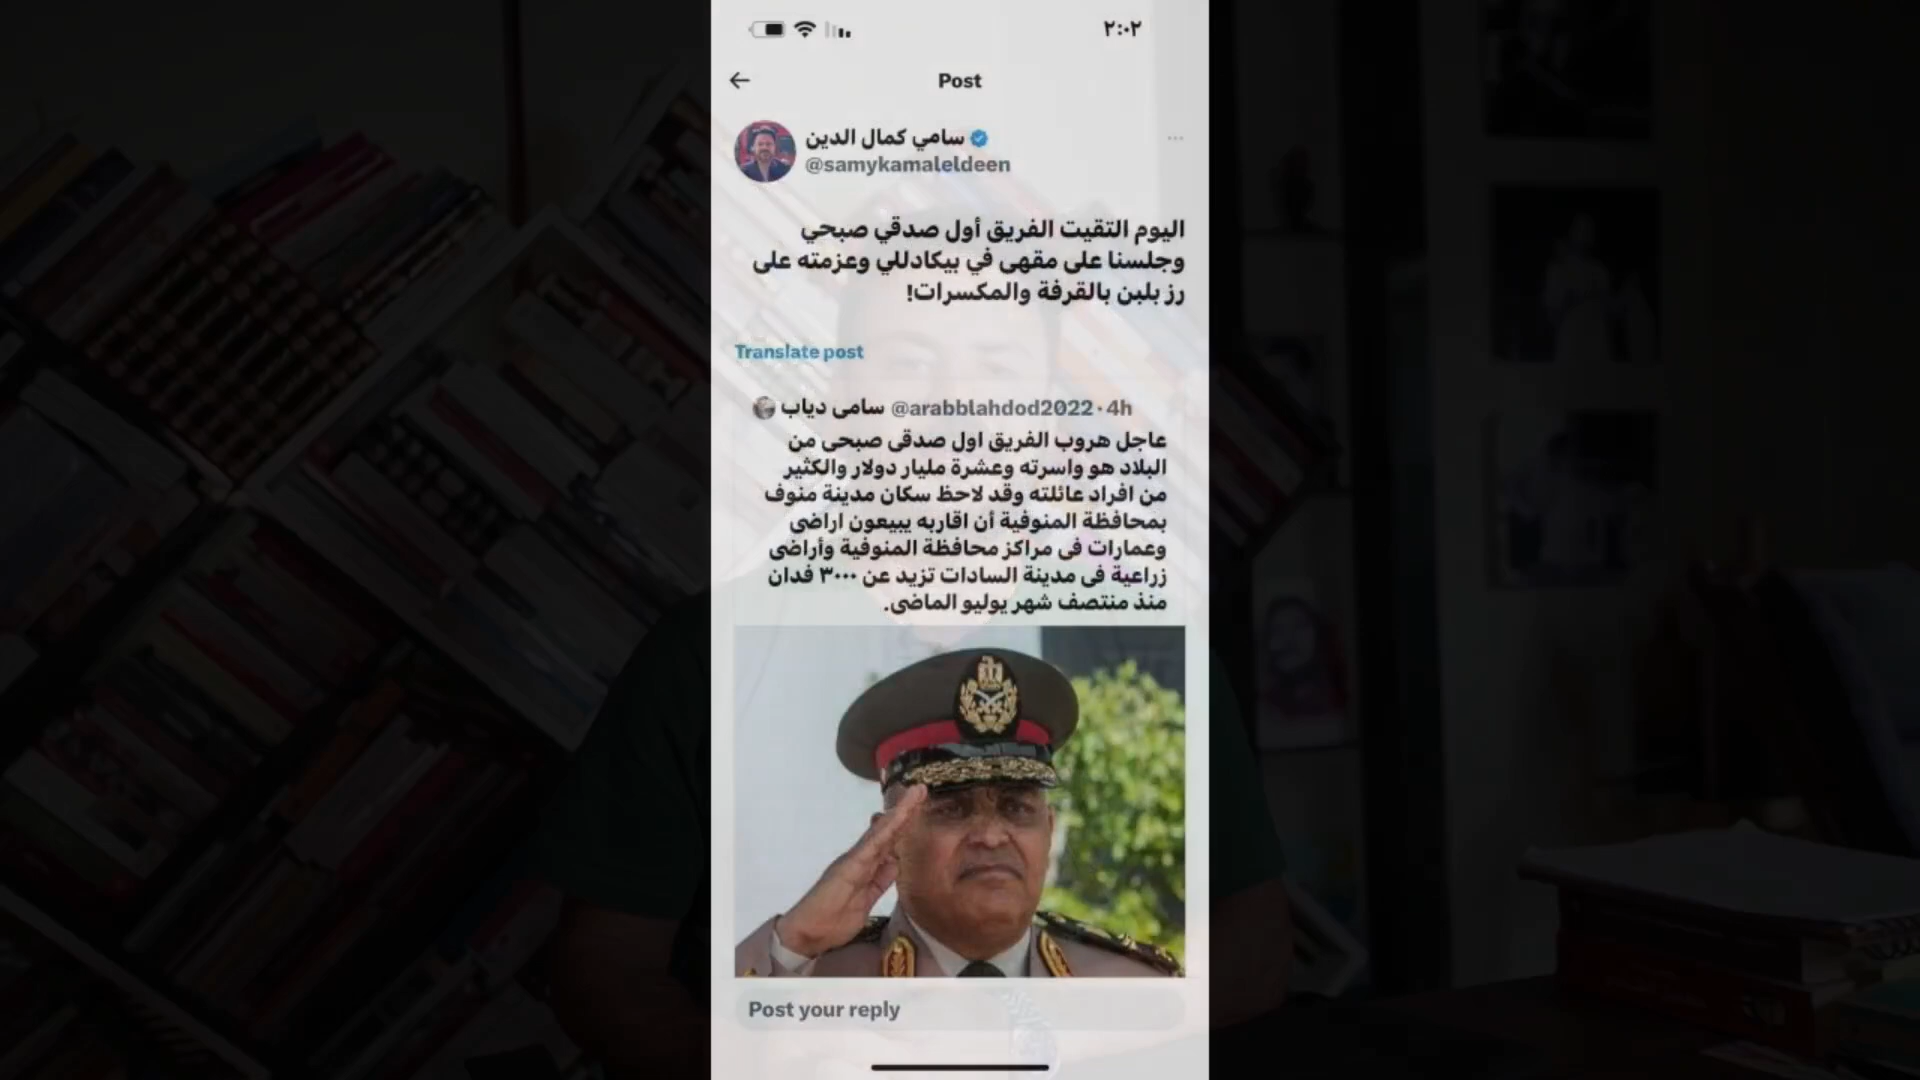 ٢:٠٢
Post
سامي كمال الدين
@samykamaleldeen
اليوم التقيت الفريق أول صدقي صبحي
وجلسنا على مقهى في بيكادللي وعزمته على
رز بلبن بالقرفة والمكسرات!
Translate post
سامى دياب @arabblahdod2022 · 4h
عاجل هروب الفريق اول صدقى صبحى من
البلاد هو واسرته وعشرة مليار دولار والكثير
من افراد عائلته وقد لاحظ سكان مدينة منوف
بمحافظة المنوفية أن اقاربه يبيعون اراضى
وعمارات فى مراكز محافظة المنوفية وأراضى
زراعية فى مدينة السادات تزيد عن ٣٠٠٠ فدان
منذ منتصف شهر يوليو الماضى.
Post your reply